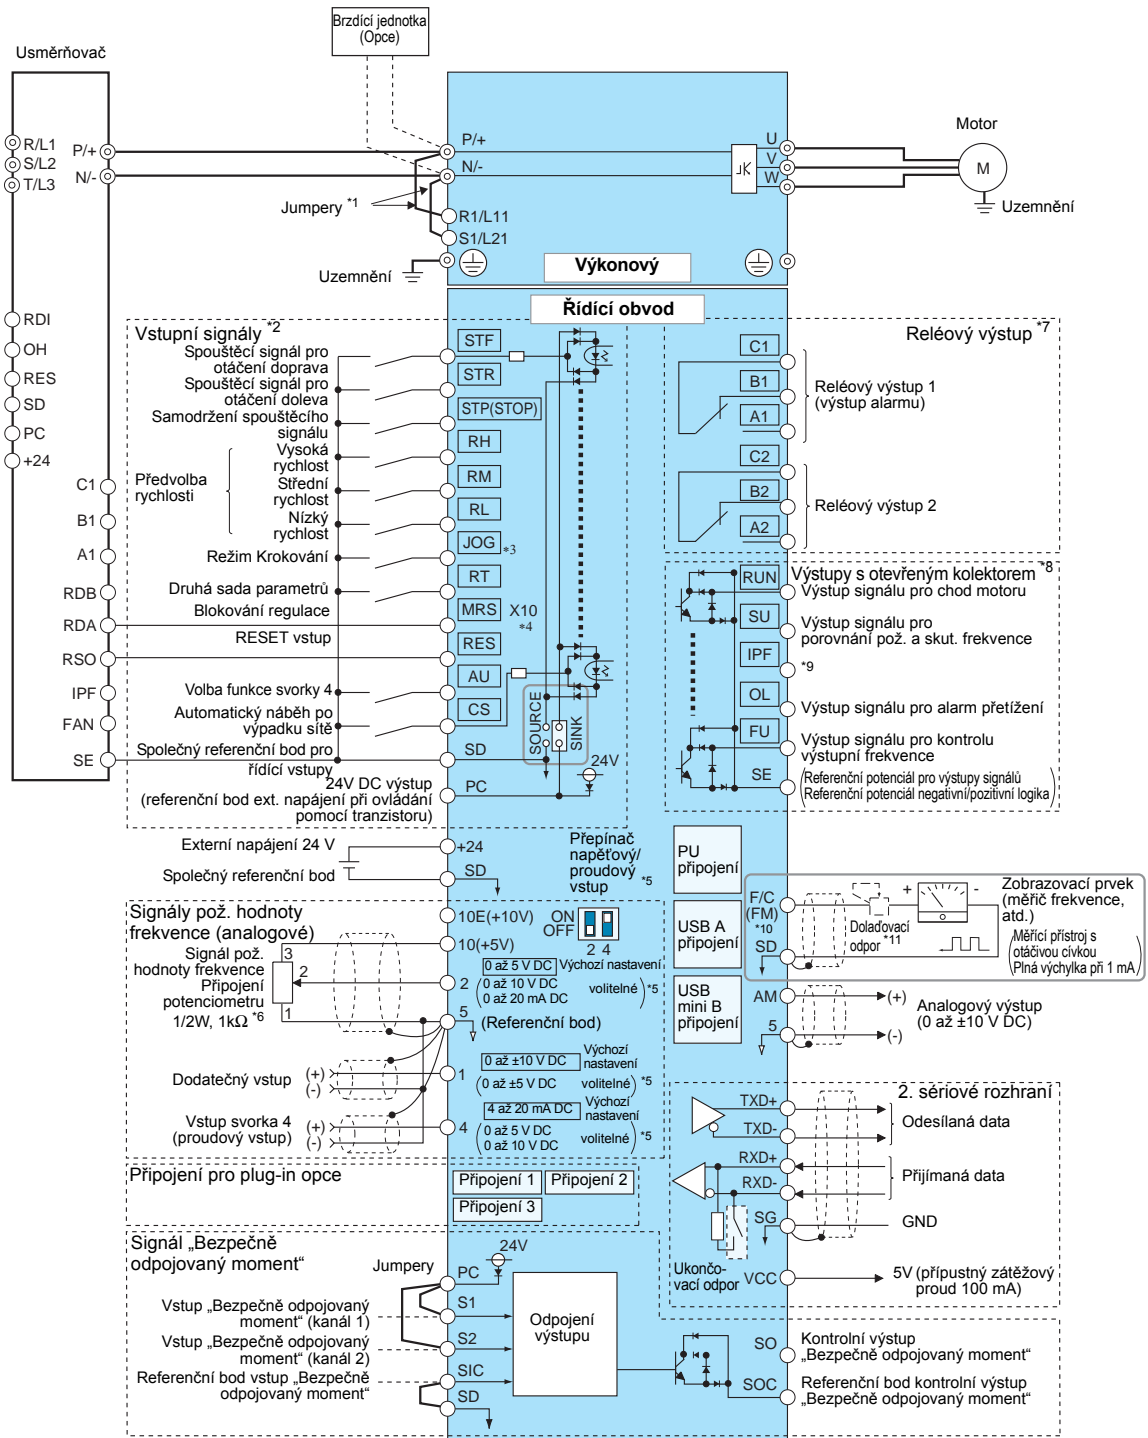 Brzdící jednotka
(Opce)
Usměrňovač
R/L1
S/L2
T/L3
P/+
N/-
P/+
N/-
Jumpery *1
R1/L11
S1/L21
Uzemnění
Výkonový
U
V
W
Motor
M
Uzemnění
Řídící obvod
RDI
OH
RES
SD
PC
+24
C1
B1
A1
RDB
RDA
RSO
IPF
FAN
SE
Vstupní signály *2
Spouštěcí signál pro
otáčení doprava
Spouštěcí signál pro
otáčení doleva
Samodržení spouštěcího
signálu
Předvolba
rychlosti
Vysoká
rychlost
Střední
rychlost
Nízký
rychlost
Režim Krokování
Druhá sada parametrů
Blokování regulace
RESET vstup
Volba funkce svorky 4
Automatický náběh po
výpadku sítě
Společný referenční bod pro
řídící vstupy
24V DC výstup
(referenční bod ext. napájení při ovládání
pomocí tranzistoru)
STF
STR
STP(STOP)
RH
RM
RL
JOG *3
RT
MRS X10
*4
RES
AU
CS
SD
PC
SOURCE
SINK
24V
Reléový výstup *7
C1
B1
A1
Reléový výstup 1
(výstup alarmu)
C2
B2
A2
Reléový výstup 2
Výstupy s otevřeným kolektorem *8
RUN
Výstup signálu pro chod motoru
SU
Výstup signálu pro
porovnání pož. a skut. frekvence
IPF
*9
OL
Výstup signálu pro alarm přetížení
FU
Výstup signálu pro kontrolu
výstupní frekvence
SE
(Referenční potenciál pro výstupy signálů
Referenční potenciál negativní/pozitivní logika)
Externí napájení 24 V
Společný referenční bod
+24
SD
Přepínač
napěťový/
proudový
vstup *5
ON
OFF
2 4
PU
připojení
USB A
připojení
USB
mini B
připojení
Signály pož. hodnoty
frekvence (analogové)
Signál pož.
hodnoty frekvence
Připojení
potenciometru
1/2W, 1kΩ *6
3
2
1
10E(+10V)
10(+5V)
2
0 až 5 V DC Výchozí nastavení
(0 až 10 V DC
0 až 20 mA DC volitelné) *5
5
(Referenční bod)
Dodatečný vstup
(+)
(-)
1
0 až ±10 V DC Výchozí
nastavení
(0 až ±5 V DC volitelné) *5
Vstup svorka 4
(proudový vstup)
(+)
(-)
4
4 až 20 mA DC Výchozí
nastavení
(0 až 5 V DC
0 až 10 V DC volitelné) *5
F/C
(FM)
*10
SD
Dolaďovací
odpor *11
+
-
Zobrazovací prvek
(měřič frekvence,
atd.)
(Měřící přístroj s
otáčivou cívkou
Plná výchylka při 1 mA)
AM
5
(+)
(-)
Analogový výstup
(0 až ±10 V DC)
2. sériové rozhraní
TXD+
TXD-
Odesílaná data
RXD+
RXD-
Přijímaná data
SG
GND
Ukončo-
vací odpor
VCC
5V (přípustný zátěžový
proud 100 mA)
Připojení pro plug-in opce
Připojení 1
Připojení 2
Připojení 3
Signál „Bezpečně
odpojovaný moment“
Jumpery
24V
PC
Vstup „Bezpečně odpojovaný
moment“ (kanál 1)
S1
Vstup „Bezpečně odpojovaný
moment“ (kanál 2)
S2
Referenční bod vstup „Bezpečně
odpojovaný moment“
SIC
SD
Odpojení
výstupu
SO
Kontrolní výstup
„Bezpečně odpojovaný moment“
SOC
Referenční bod kontrolní výstup
„Bezpečně odpojovaný moment“